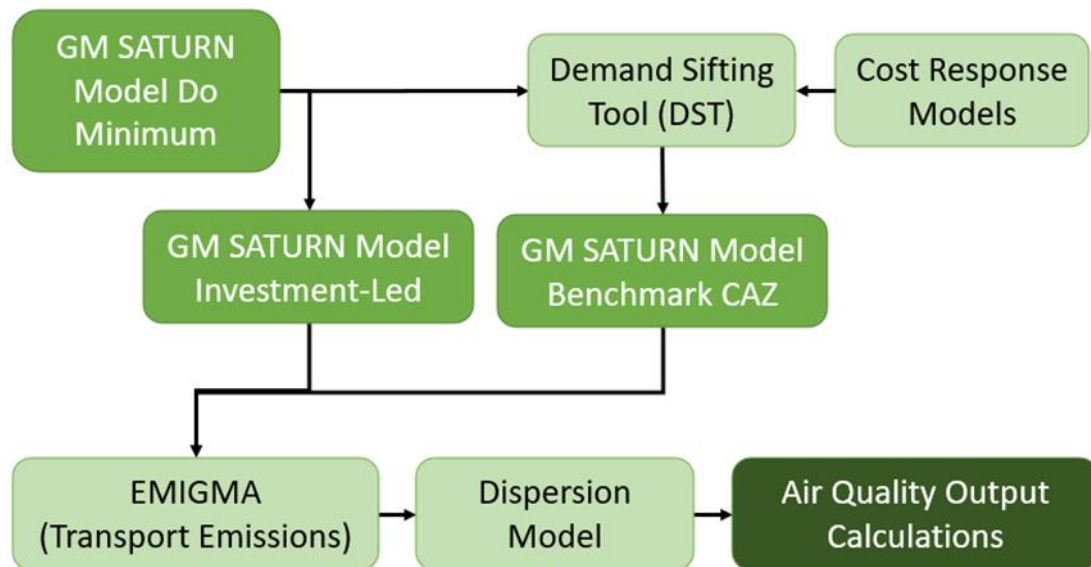 GM SATURN
Model Do
Minimum
Demand Sifting
Tool (DST)
Cost Response
Models
GM SATURN Model
Investment-Led
GM SATURN Model
Benchmark CAZ
EMIGMA
(Transport Emissions)
Dispersion
Model
Air Quality Output
Calculations